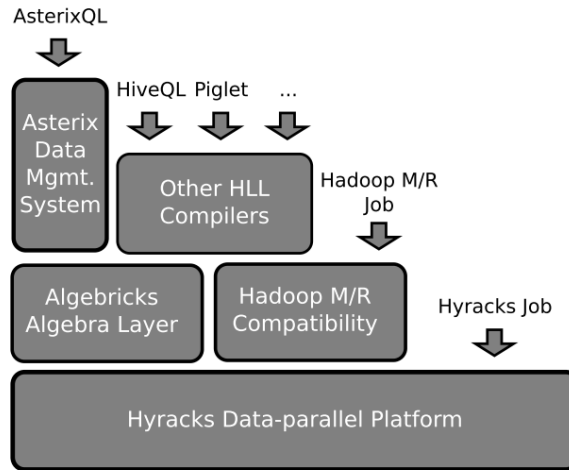 AsterixQL
HiveQL Piglet ...
Asterix
Data
Mgmt.
System
Other HLL
Compilers
Hadoop M/R
Job
Algebricks
Algebra Layer
Hadoop M/R
Compatibility
Hyracks Job
Hyracks Data-parallel Platform